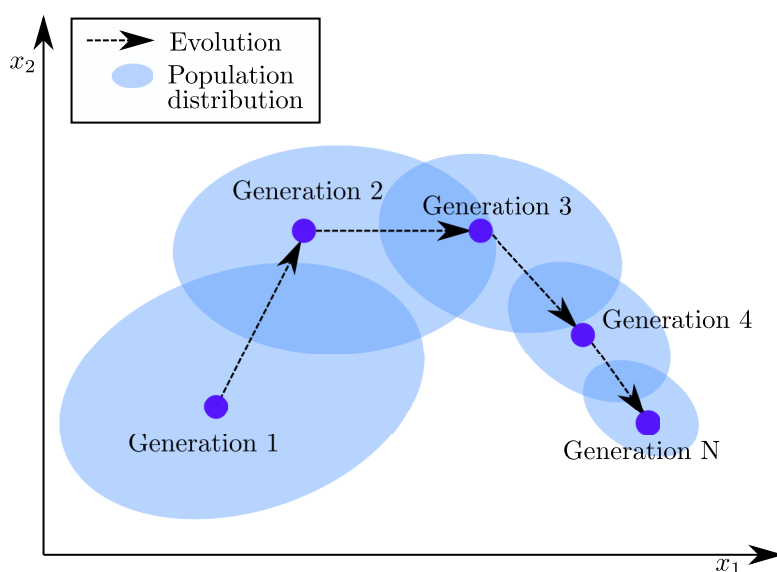 x₂
Evolution
Population
distribution
Generation 2
Generation 3
Generation 4
Generation 1
Generation N
x₁